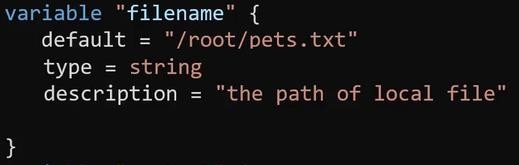 variable "filename" {
default = "/root/pets.txt"
type = string
description = "the path of local file"
}